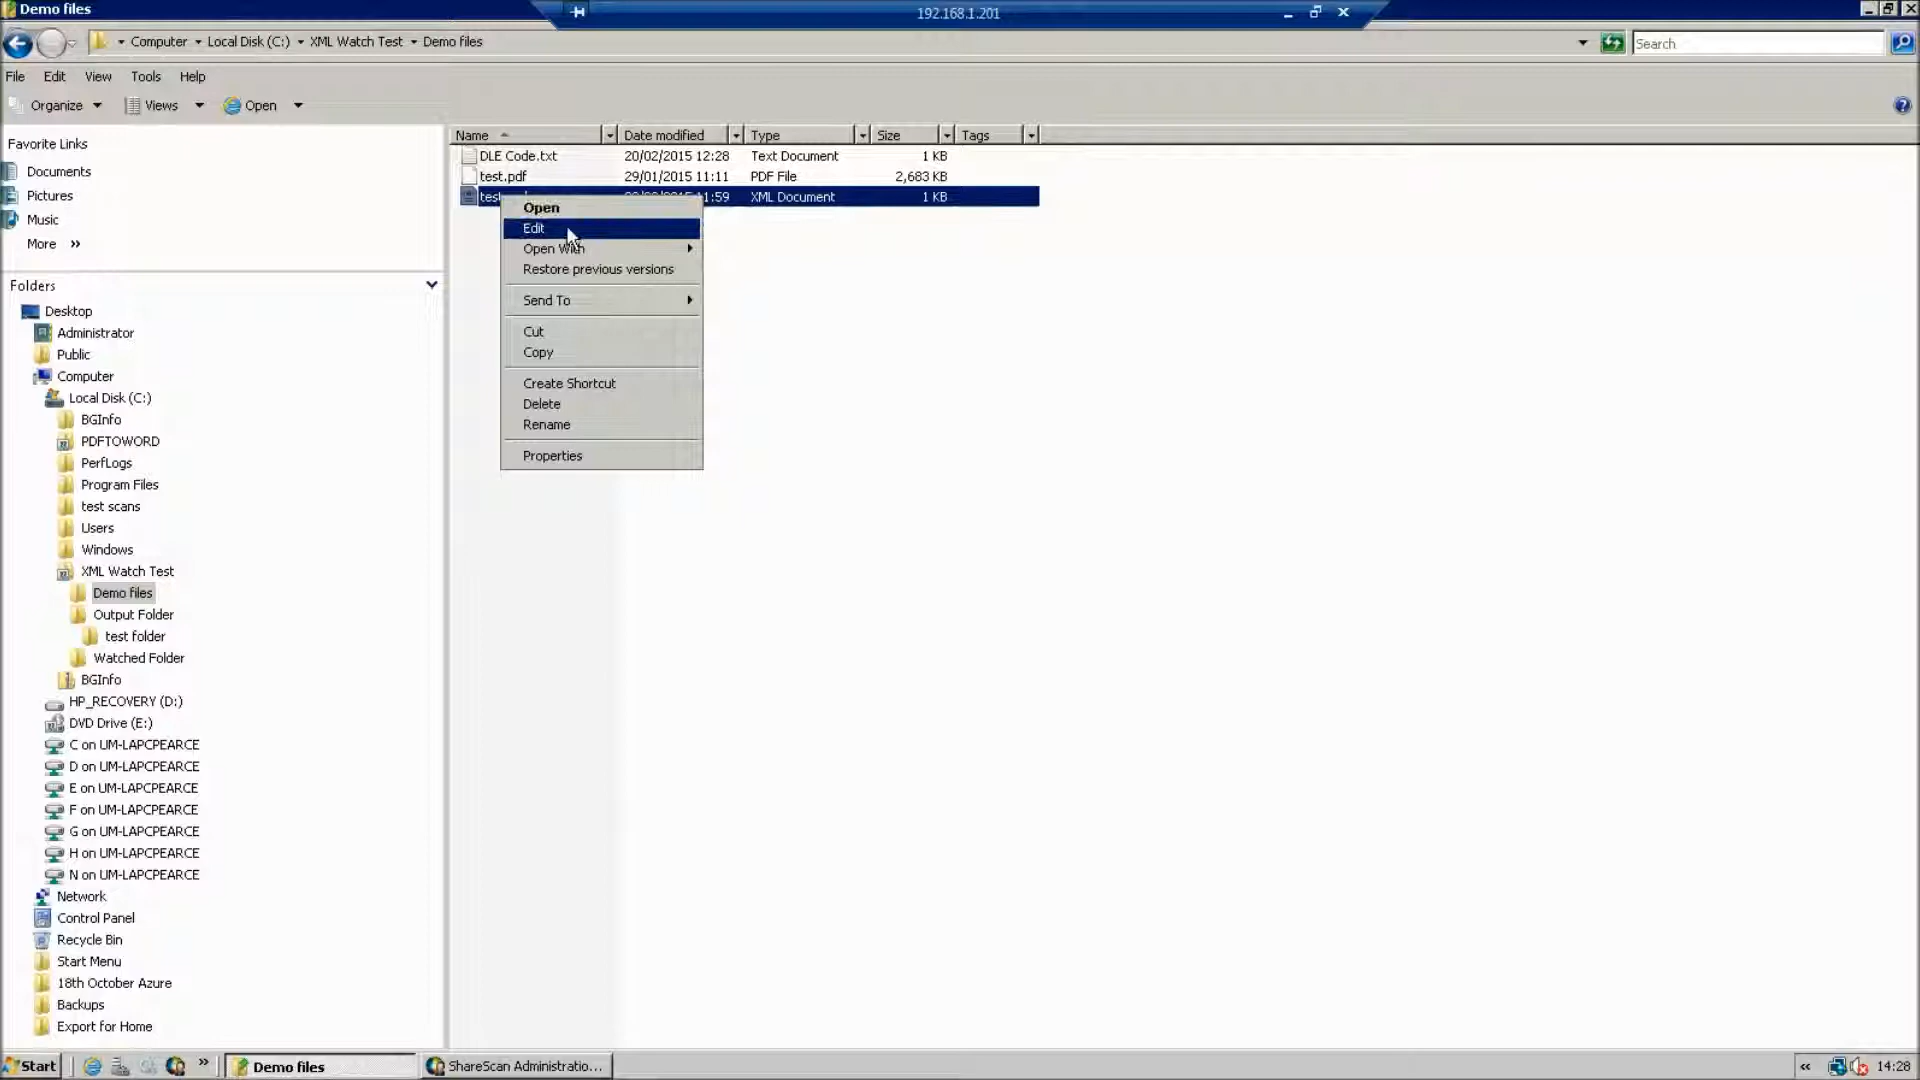 Demo files
192.168.1.201
Computer Local Disk (C:) XML Watch Test Demo files
Search
File Edit View Tools Help
Organize Views Open
Favorite Links
Documents
Pictures
Music
More »
Folders
Desktop
Administrator
Public
Computer
Local Disk (C:)
BGInfo
PDFTOWORD
PerfLogs
Program Files
test scans
Users
Windows
XML Watch Test
Demo files
Output Folder
test folder
Watched Folder
BGInfo
HP_RECOVERY (D:)
DVD Drive (E:)
C on UM-LAPCPEARCE
D on UM-LAPCPEARCE
E on UM-LAPCPEARCE
F on UM-LAPCPEARCE
G on UM-LAPCPEARCE
H on UM-LAPCPEARCE
N on UM-LAPCPEARCE
Network
Control Panel
Recycle Bin
Start Menu
18th October Azure
Backups
Export for Home
Name Date modified Type Size Tags
DLE Code.txt 20/02/2015 12:28 Text Document 1 KB
test.pdf 29/01/2015 11:11 PDF File 2,683 KB
XML Document 1 KB
Open
Edit
Open With
Restore previous versions
Send To
Cut
Copy
Create Shortcut
Delete
Rename
Properties
Start » Demo files ShareScan Administratio... « 14:28